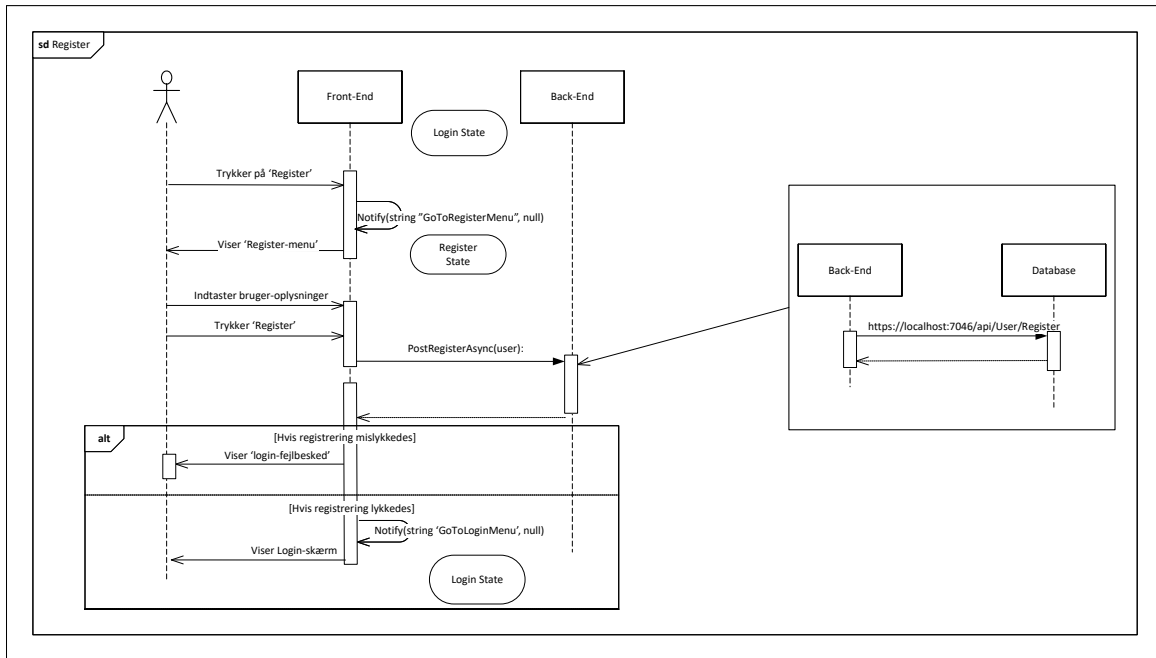 sd Register
Front-End
Back-End
Login State
Trykker på ‘Register’
Notify(string ”GoToRegisterMenu”, null)
Viser ‘Register-menu’
Register
State
Back-End
Database
Indtaster bruger-oplysninger
Trykker ‘Register’
https://localhost:7046/api/User/Register
PostRegisterAsync(user):
alt
[Hvis registrering mislykkedes]
Viser ‘login-fejlbesked’
[Hvis registrering lykkedes]
Notify(string ‘GoToLoginMenu’, null)
Viser Login-skærm
Login State